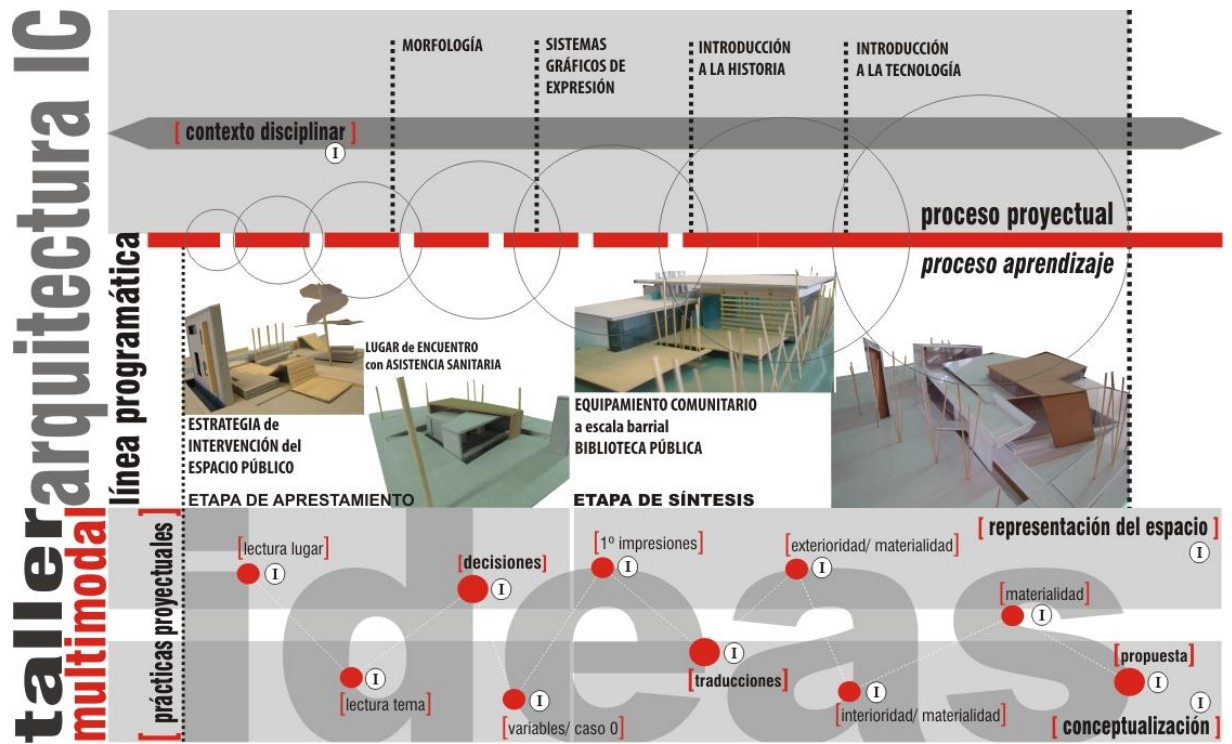 taller arquitectura IC
multimodal
línea programática
[ contexto disciplinar ]
I
MORFOLOGÍA
SISTEMAS
GRÁFICOS DE
EXPRESIÓN
INTRODUCCIÓN
A LA HISTORIA
INTRODUCCIÓN
A LA TECNOLOGÍA
proceso proyectual
proceso aprendizaje
LUGAR de ENCUENTRO
con ASISTENCIA SANITARIA
ESTRATEGIA de
INTERVENCIÓN del
ESPACIO PÚBLICO
ETAPA DE APRESTAMIENTO
EQUIPAMIENTO COMUNITARIO
a escala barrial
BIBLIOTECA PÚBLICA
ETAPA DE SÍNTESIS
[ prácticas proyectuales ]
ideas
[lectura lugar]
I
[lectura tema]
I
[decisiones]
I
[variables/ caso 0]
I
[1º impresiones]
I
[traducciones]
I
[exterioridad/ materialidad]
I
[interioridad/ materialidad]
I
[materialidad]
I
[propuesta]
I
[ representación del espacio ]
I
[ conceptualización ]
I